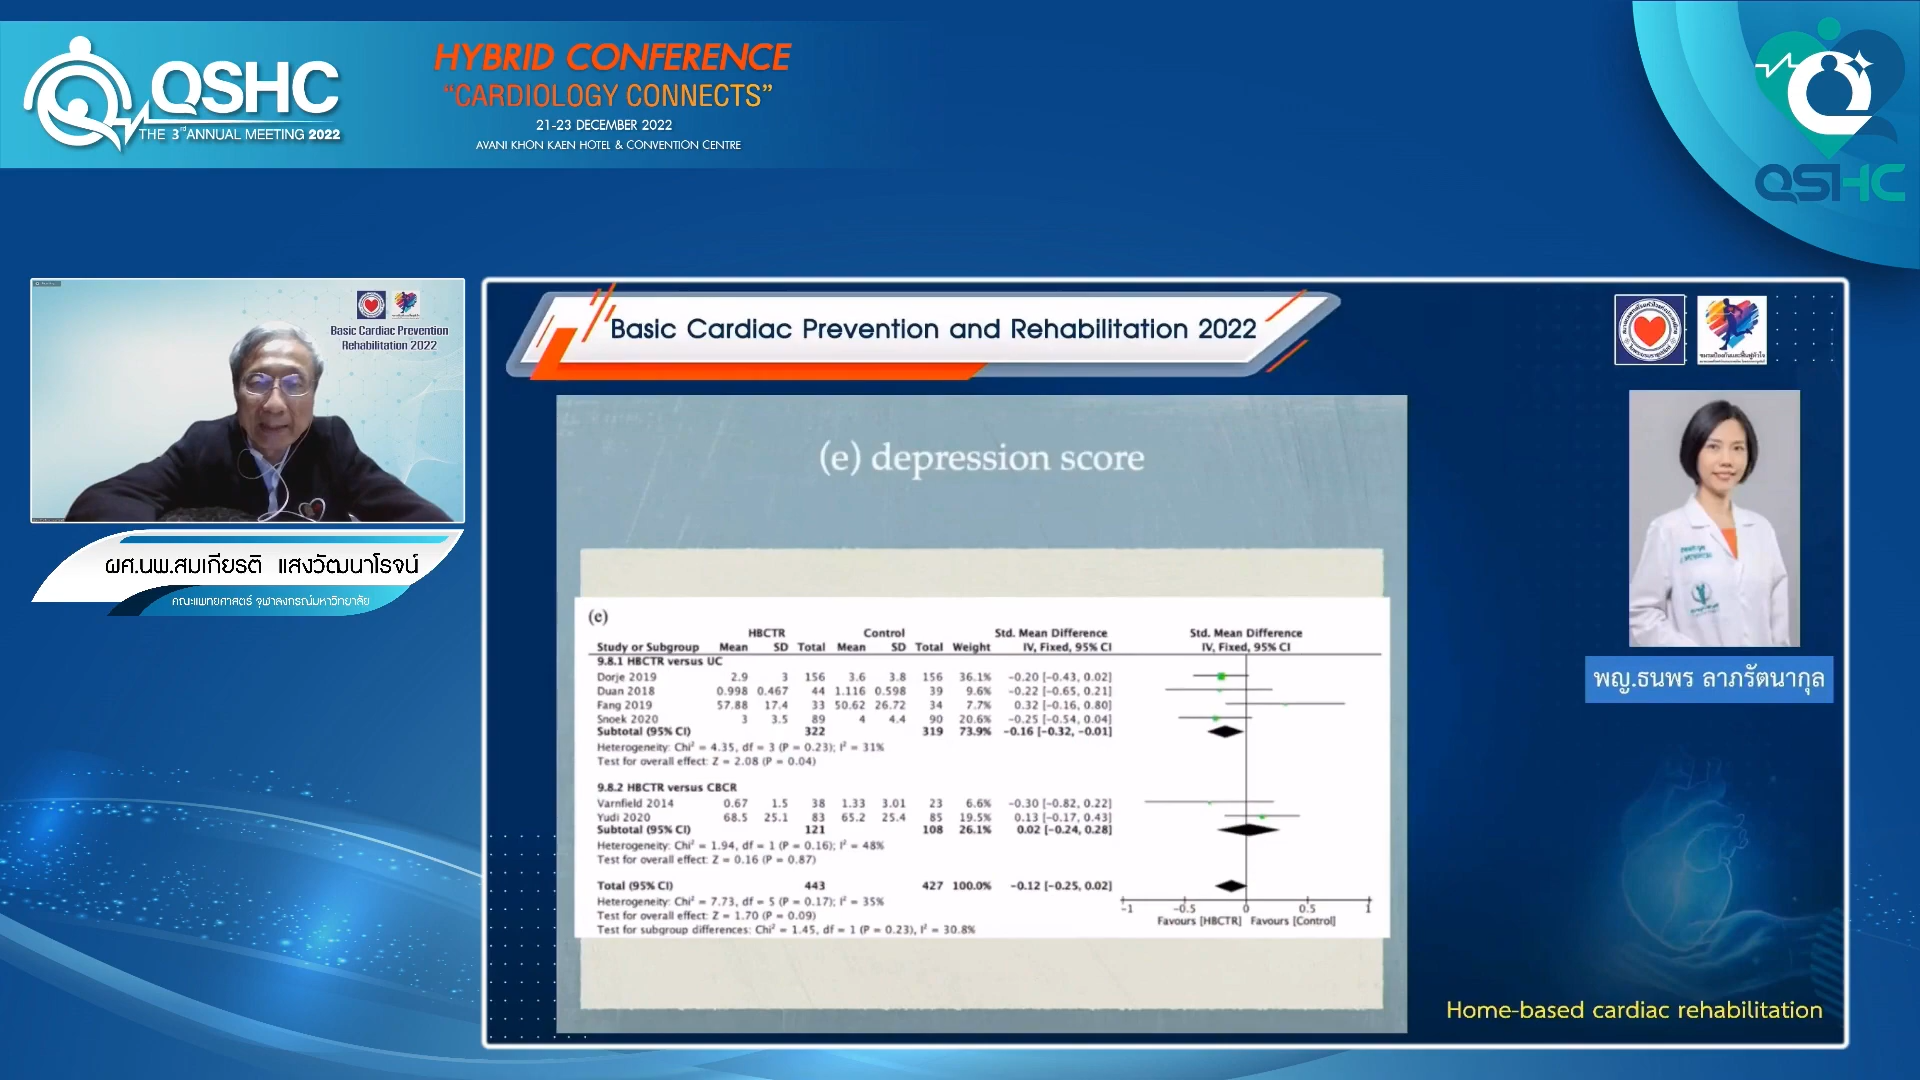 QSHC
THE 3rd ANNUAL MEETING 2022
HYBRID CONFERENCE
“CARDIOLOGY CONNECTS”
21-23 DECEMBER 2022
AVANI KHON KAEN HOTEL & CONVENTION CENTRE
QSHC
Basic Cardiac Prevention
Rehabilitation 2022
ผศ.นพ.สมเกียรติ แสงวัฒนาโรจน์
คณะแพทยศาสตร์ จุฬาลงกรณ์มหาวิทยาลัย
Basic Cardiac Prevention and Rehabilitation 2022
(e) depression score
(e)
HBCTR Control Std. Mean Difference Std. Mean Difference
Study or Subgroup Mean SD Total Mean SD Total Weight IV, Fixed, 95% CI IV, Fixed, 95% CI
9.8.1 HBCTR versus UC
Dorje 2019 2.9 3 156 3.6 3.8 156 36.1% -0.20 [-0.43, 0.02]
Duan 2018 0.998 0.467 44 1.116 0.598 39 9.6% -0.22 [-0.65, 0.21]
Fang 2019 57.88 17.4 33 50.62 26.72 34 7.7% 0.32 [-0.16, 0.80]
Snoek 2020 3 3.5 89 4 4.4 90 20.6% -0.25 [-0.54, 0.04]
Subtotal (95% CI) 322 319 73.9% -0.16 [-0.32, -0.01]
Heterogeneity: Chi² = 4.35, df = 3 (P = 0.23); I² = 31%
Test for overall effect: Z = 2.08 (P = 0.04)
9.8.2 HBCTR versus CBCR
Varnfield 2014 0.67 1.5 38 1.33 3.01 23 6.6% -0.30 [-0.82, 0.22]
Yudi 2020 68.5 25.1 83 65.2 25.4 85 19.5% 0.13 [-0.17, 0.43]
Subtotal (95% CI) 121 108 26.1% 0.02 [-0.24, 0.28]
Heterogeneity: Chi² = 1.94, df = 1 (P = 0.16); I² = 48%
Test for overall effect: Z = 0.16 (P = 0.87)
Total (95% CI) 443 427 100.0% -0.12 [-0.25, 0.02]
Heterogeneity: Chi² = 7.73, df = 5 (P = 0.17); I² = 35%
Test for overall effect: Z = 1.70 (P = 0.09)
Test for subgroup differences: Chi² = 1.45, df = 1 (P = 0.23), I² = 30.8%
-1 -0.5 0 0.5 1
Favours [HBCTR] Favours [Control]
พญ.ธนพร ลาภรัตนากุล
Home-based cardiac rehabilitation